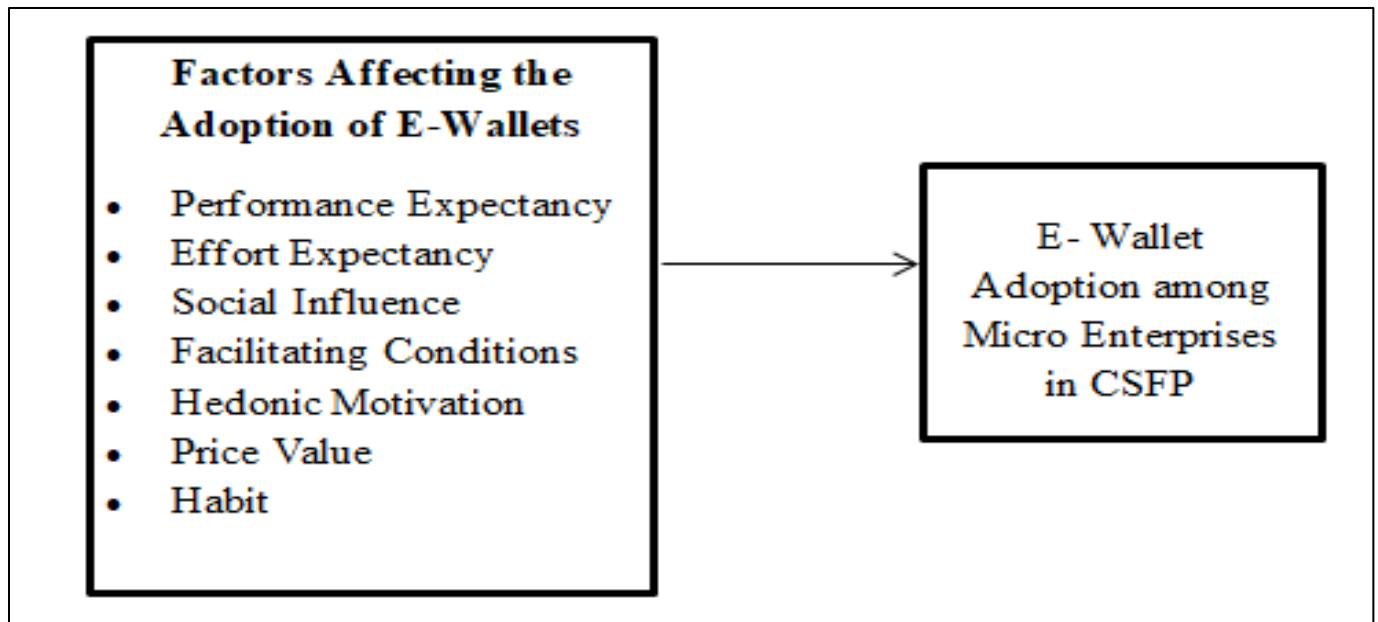 Factors Affecting the
Adoption of E-Wallets
• Performance Expectancy
• Effort Expectancy
• Social Influence
• Facilitating Conditions
• Hedonic Motivation
• Price Value
• Habit
E- Wallet
Adoption among
Micro Enterprises
in CSFP